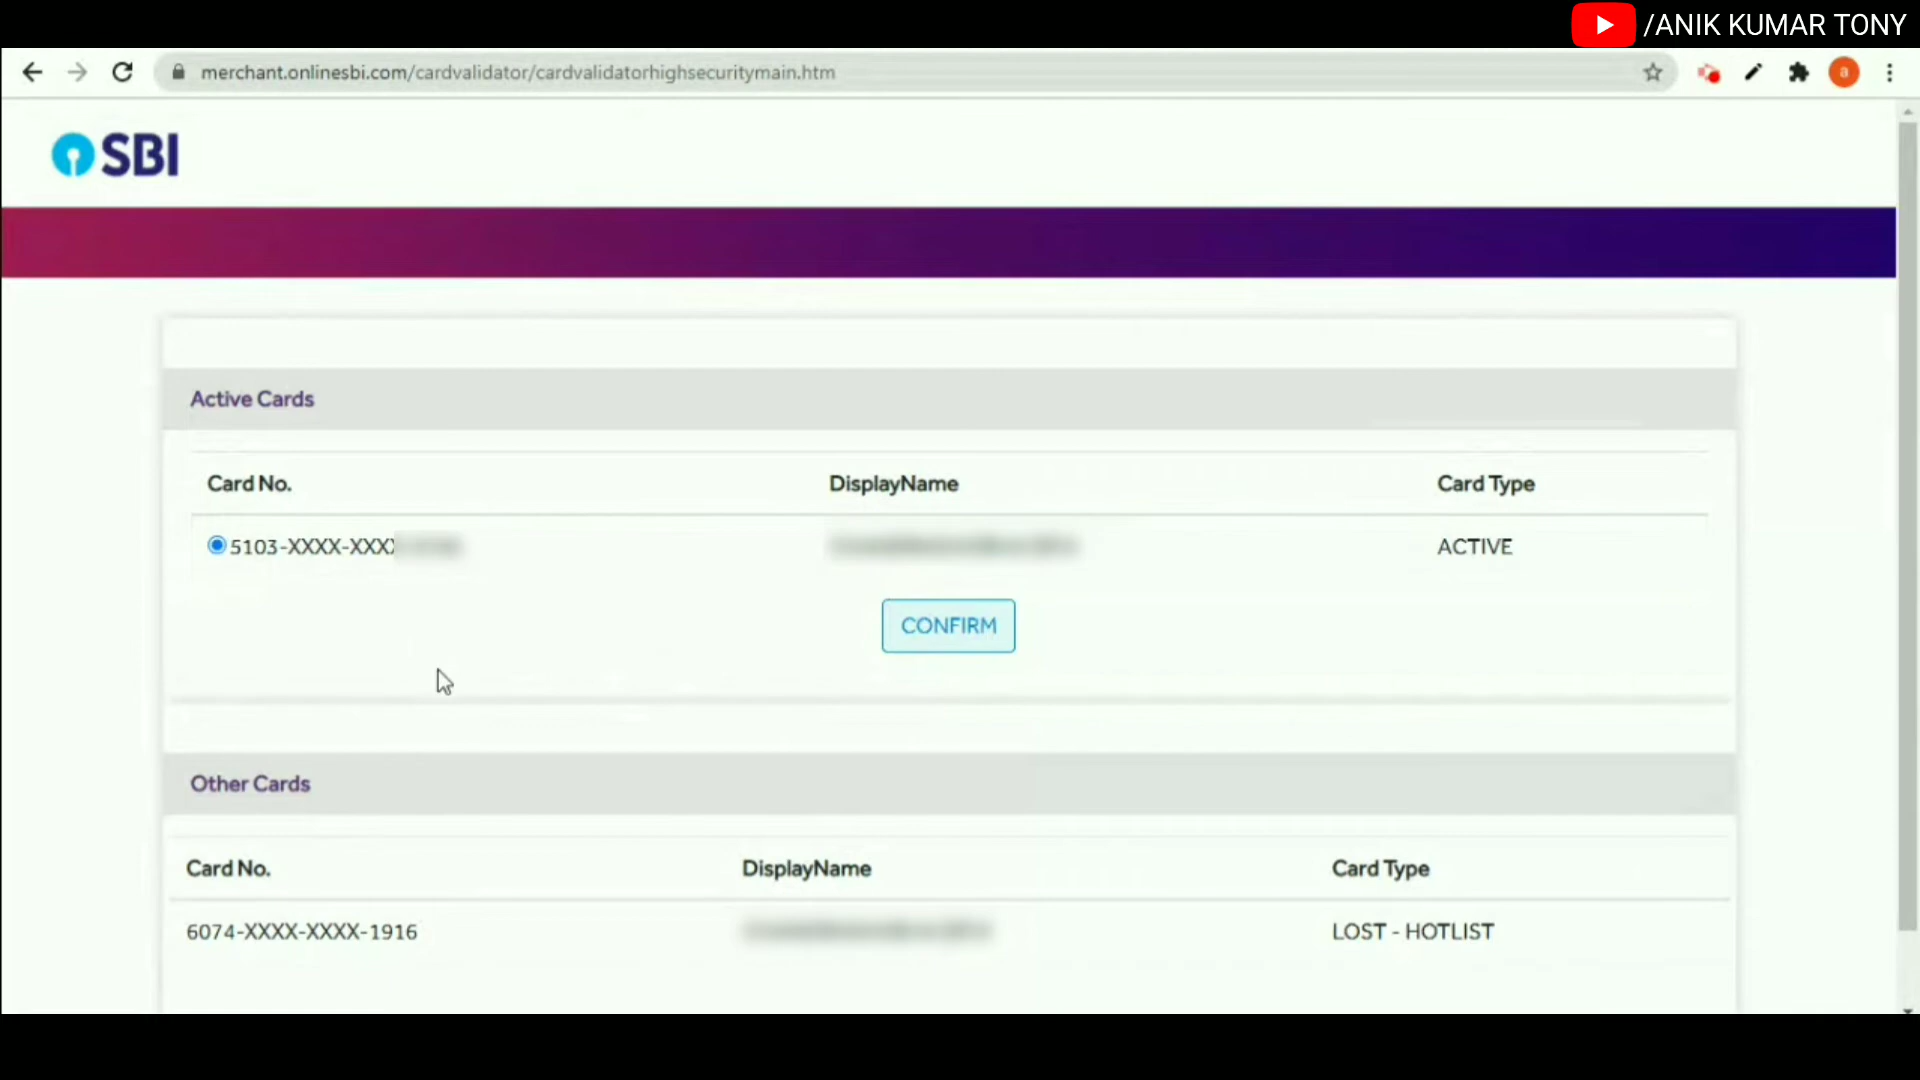 /ANIK KUMAR TONY
merchant.onlinesbi.com/cardvalidator/cardvalidatorhighsecuritymain.htm
a
SBI
Active Cards
Card No. DisplayName Card Type
5103-XXXX-XXXX ACTIVE
CONFIRM
Other Cards
Card No. DisplayName Card Type
6074-XXXX-XXXX-1916 LOST - HOTLIST